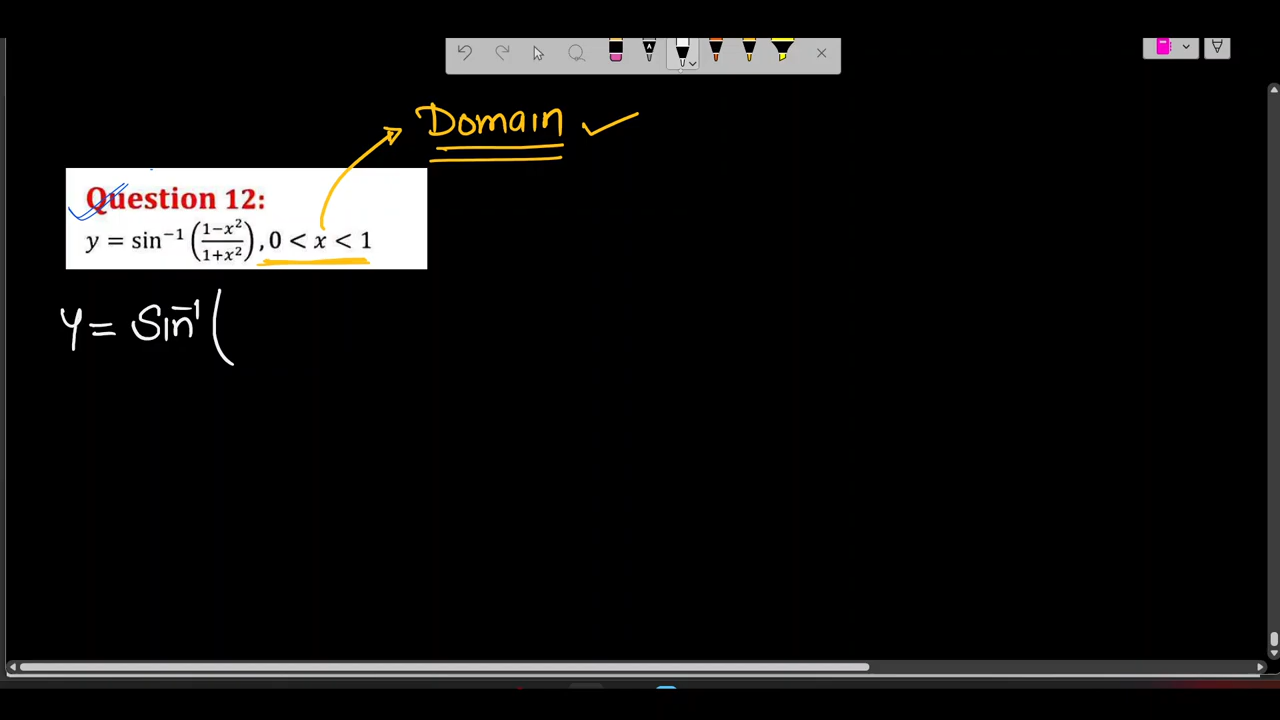 Domain
Question 12:
y = sin⁻¹ (1−x²/1+x²), 0 < x < 1
y = Sin⁻¹ (